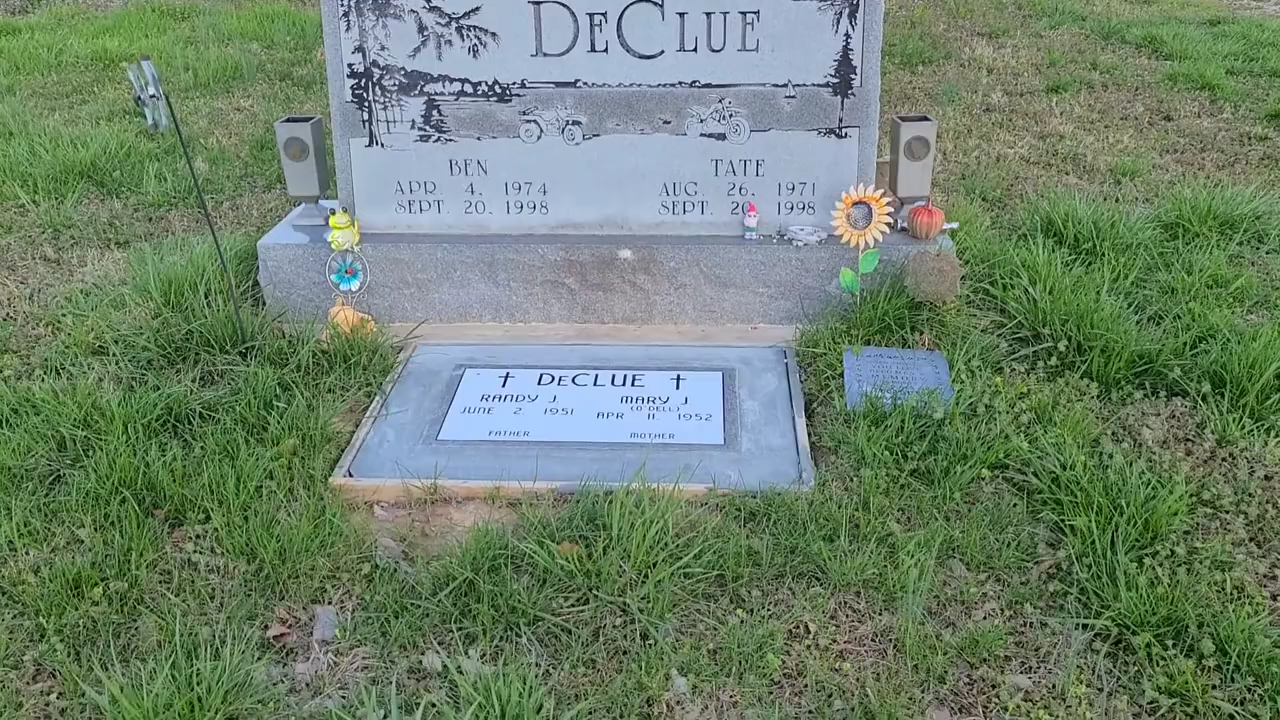 DECLUE
BEN TATE
APR. 4, 1974 AUG. 26, 1971
SEPT. 20, 1998 SEPT. 20, 1998
† DECLUE †
RANDY J. MARY J
(O'DELL)
JUNE 2, 1951 APR 11 1952
FATHER MOTHER